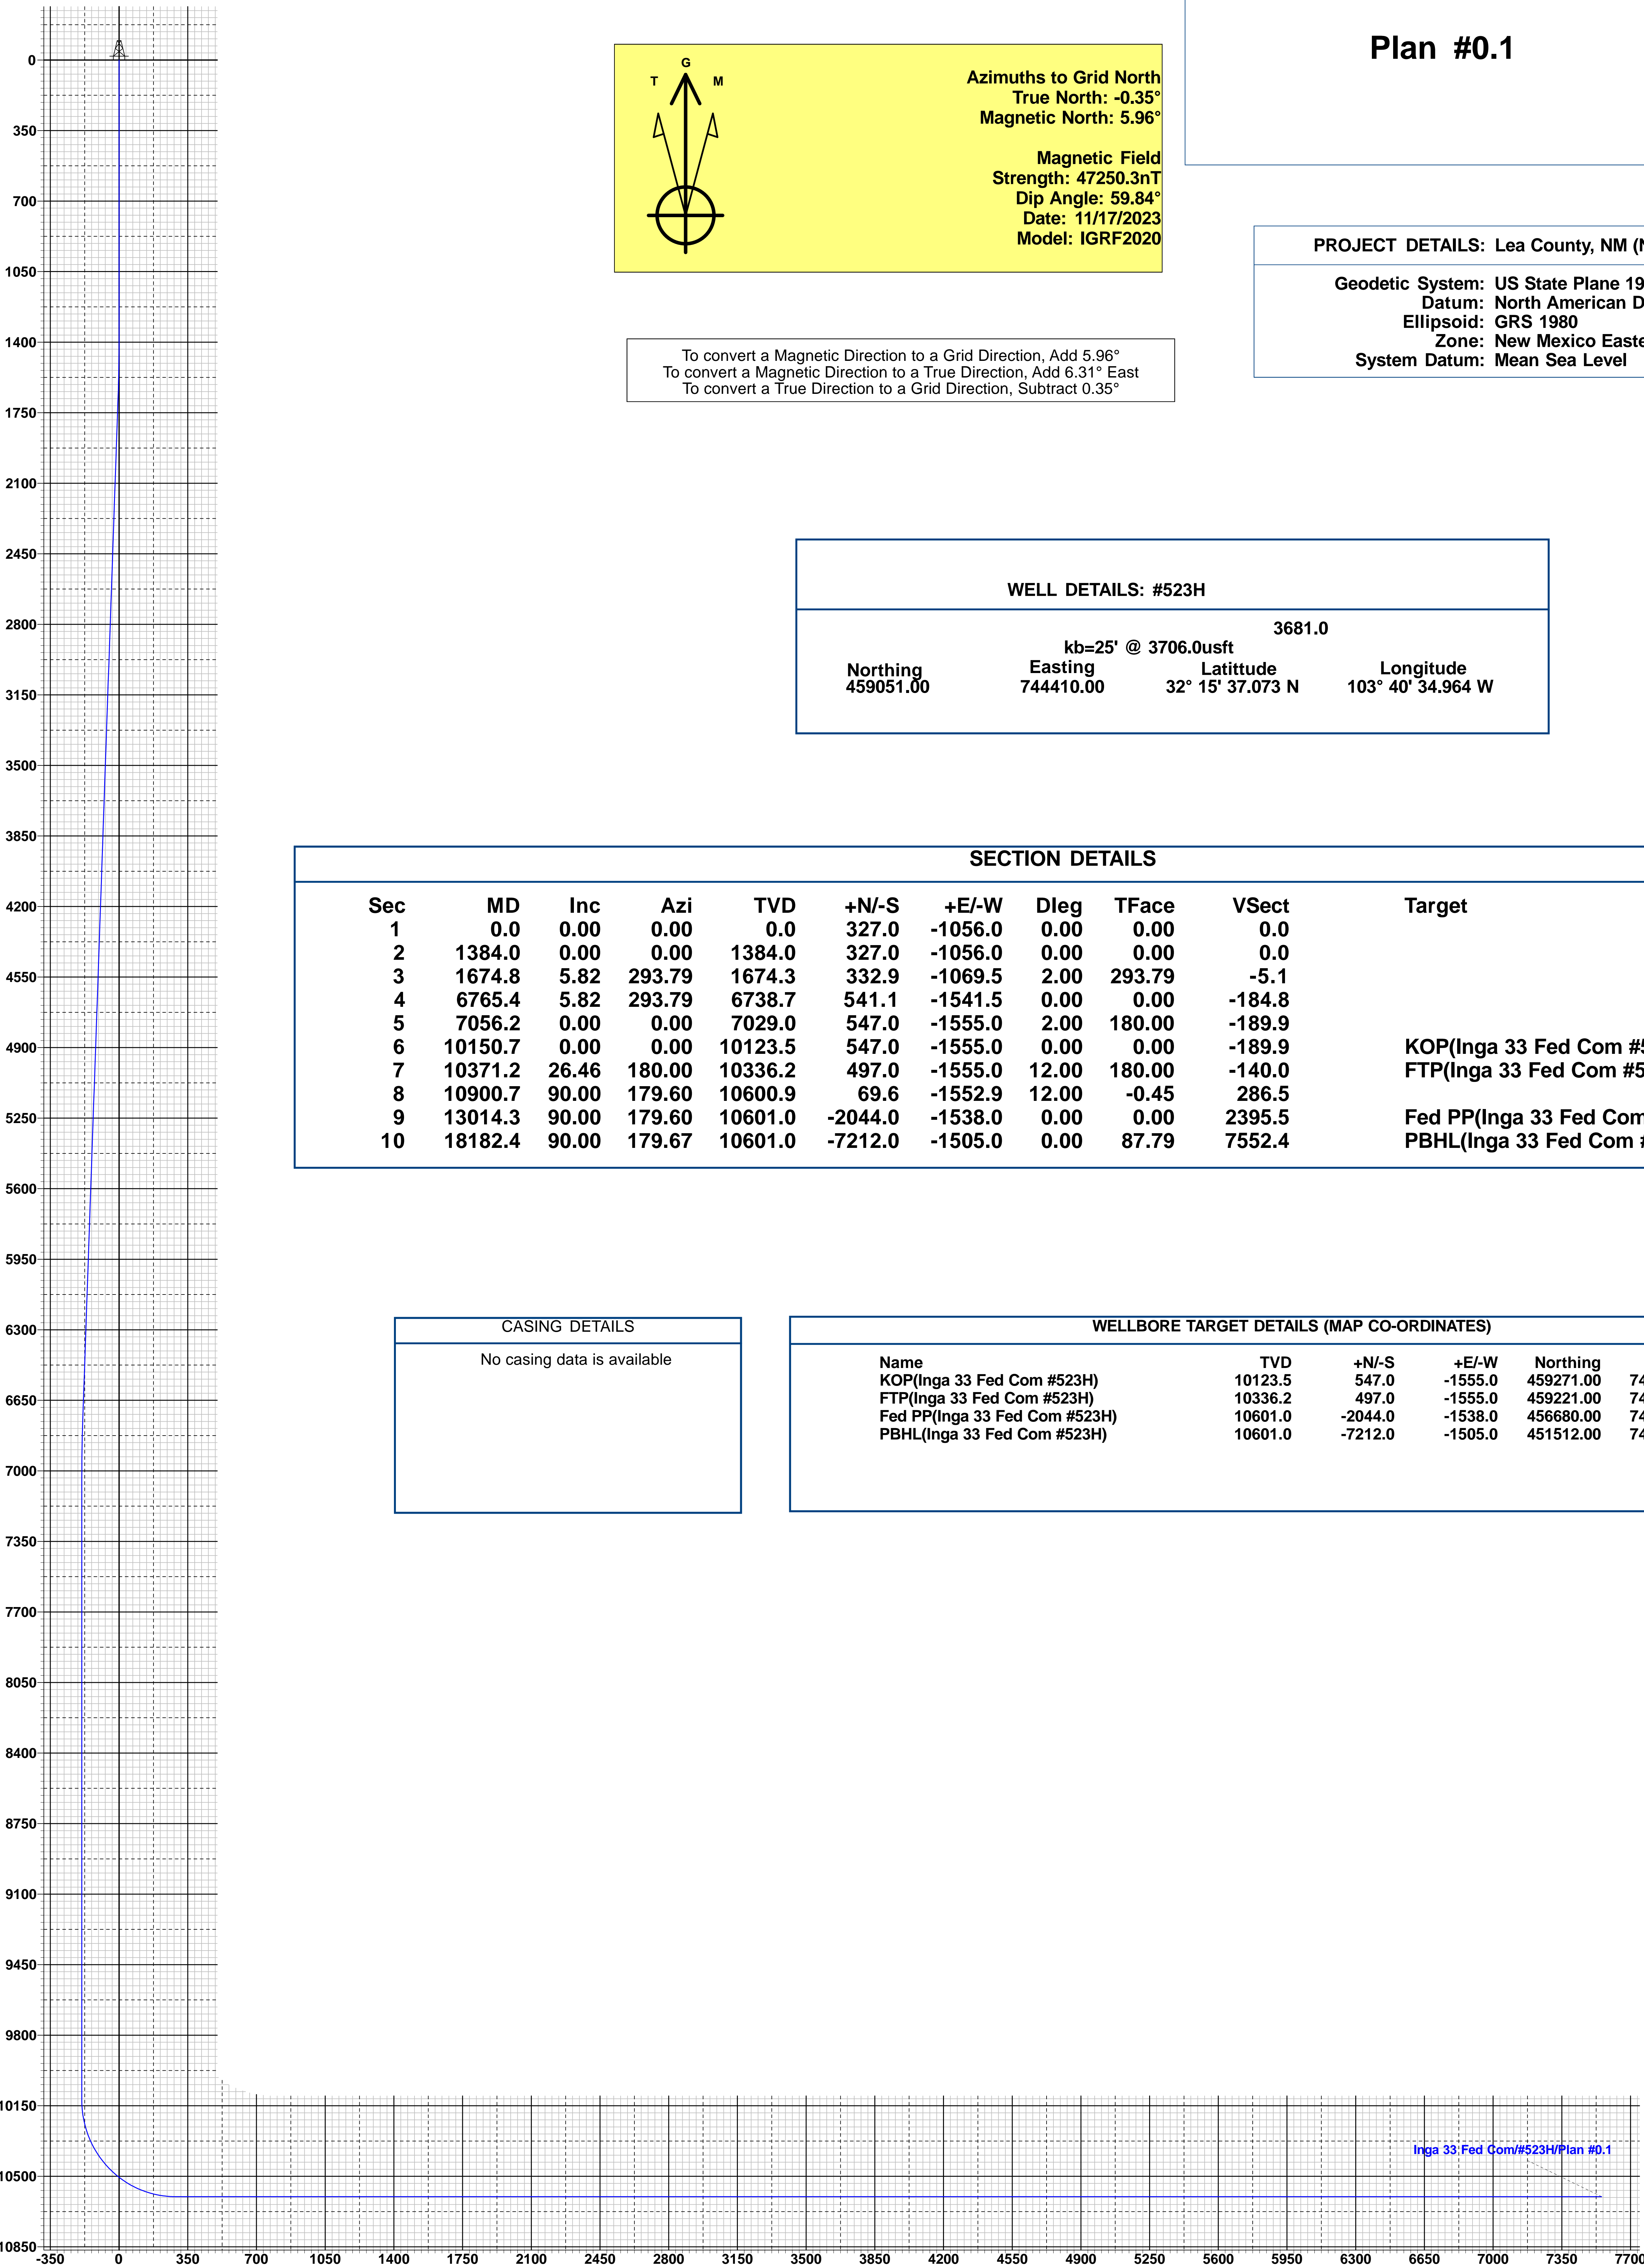 Plan #0.1
T G M
Azimuths to Grid North
True North: -0.35°
Magnetic North: 5.96°
Magnetic Field
Strength: 47250.3nT
Dip Angle: 59.84°
Date: 11/17/2023
Model: IGRF2020
PROJECT DETAILS: Lea County, NM (N
Geodetic System: US State Plane 19
Datum: North American D
Ellipsoid: GRS 1980
Zone: New Mexico Easte
System Datum: Mean Sea Level
To convert a Magnetic Direction to a Grid Direction, Add 5.96°
To convert a Magnetic Direction to a True Direction, Add 6.31° East
To convert a True Direction to a Grid Direction, Subtract 0.35°
WELL DETAILS: #523H
3681.0
kb=25' @ 3706.0usft
Northing Easting Latittude Longitude
459051.00 744410.00 32° 15' 37.073 N 103° 40' 34.964 W
SECTION DETAILS
Sec MD Inc Azi TVD +N/-S +E/-W Dleg TFace VSect Target
1 0.0 0.00 0.00 0.0 327.0 -1056.0 0.00 0.00 0.0
2 1384.0 0.00 0.00 1384.0 327.0 -1056.0 0.00 0.00 0.0
3 1674.8 5.82 293.79 1674.3 332.9 -1069.5 2.00 293.79 -5.1
4 6765.4 5.82 293.79 6738.7 541.1 -1541.5 0.00 0.00 -184.8
5 7056.2 0.00 0.00 7029.0 547.0 -1555.0 2.00 180.00 -189.9
6 10150.7 0.00 0.00 10123.5 547.0 -1555.0 0.00 0.00 -189.9 KOP(Inga 33 Fed Com #5
7 10371.2 26.46 180.00 10336.2 497.0 -1555.0 12.00 180.00 -140.0 FTP(Inga 33 Fed Com #5
8 10900.7 90.00 179.60 10600.9 69.6 -1552.9 12.00 -0.45 286.5
9 13014.3 90.00 179.60 10601.0 -2044.0 -1538.0 0.00 0.00 2395.5 Fed PP(Inga 33 Fed Com
10 18182.4 90.00 179.67 10601.0 -7212.0 -1505.0 0.00 87.79 7552.4 PBHL(Inga 33 Fed Com #
CASING DETAILS
No casing data is available
WELLBORE TARGET DETAILS (MAP CO-ORDINATES)
Name TVD +N/-S +E/-W Northing
KOP(Inga 33 Fed Com #523H) 10123.5 547.0 -1555.0 459271.00 74
FTP(Inga 33 Fed Com #523H) 10336.2 497.0 -1555.0 459221.00 74
Fed PP(Inga 33 Fed Com #523H) 10601.0 -2044.0 -1538.0 456680.00 74
PBHL(Inga 33 Fed Com #523H) 10601.0 -7212.0 -1505.0 451512.00 74
0
350
700
1050
1400
1750
2100
2450
2800
3150
3500
3850
4200
4550
4900
5250
5600
5950
6300
6650
7000
7350
7700
8050
8400
8750
9100
9450
9800
10150
10500
10850
Inga 33 Fed Com/#523H/Plan #0.1
-350 0 350 700 1050 1400 1750 2100 2450 2800 3150 3500 3850 4200 4550 4900 5250 5600 5950 6300 6650 7000 7350 7700